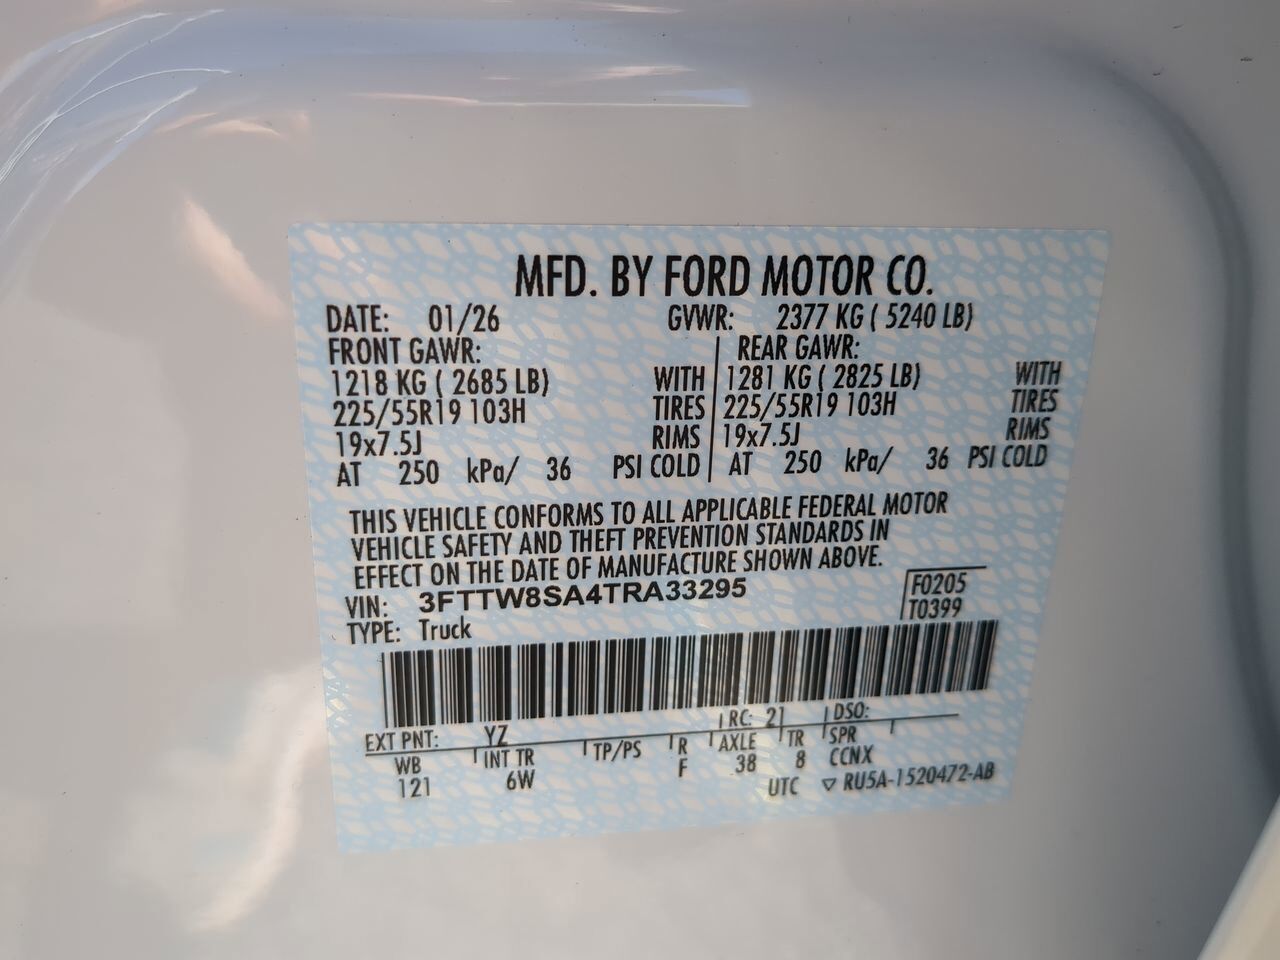 MFD. BY FORD MOTOR CO.
DATE: 01/26 GVWR: 2377 KG ( 5240 LB)
FRONT GAWR: REAR GAWR:
1218 KG ( 2685 LB) WITH 1281 KG ( 2825 LB) WITH
225/55R19 103H TIRES 225/55R19 103H TIRES
19x7.5J RIMS 19x7.5J RIMS
AT 250 kPa/ 36 PSI COLD AT 250 kPa/ 36 PSI COLD
THIS VEHICLE CONFORMS TO ALL APPLICABLE FEDERAL MOTOR
VEHICLE SAFETY AND THEFT PREVENTION STANDARDS IN
EFFECT ON THE DATE OF MANUFACTURE SHOWN ABOVE.
VIN: 3FTTW8SA4TRA33295 F0205
TYPE: Truck T0399
EXT PNT: YZ RC: 21 DSO:
WB INT TR TP/PS R AXLE TR SPR
121 6W F 38 8 CCNX
UTC ▽ RU5A-1520472-AB